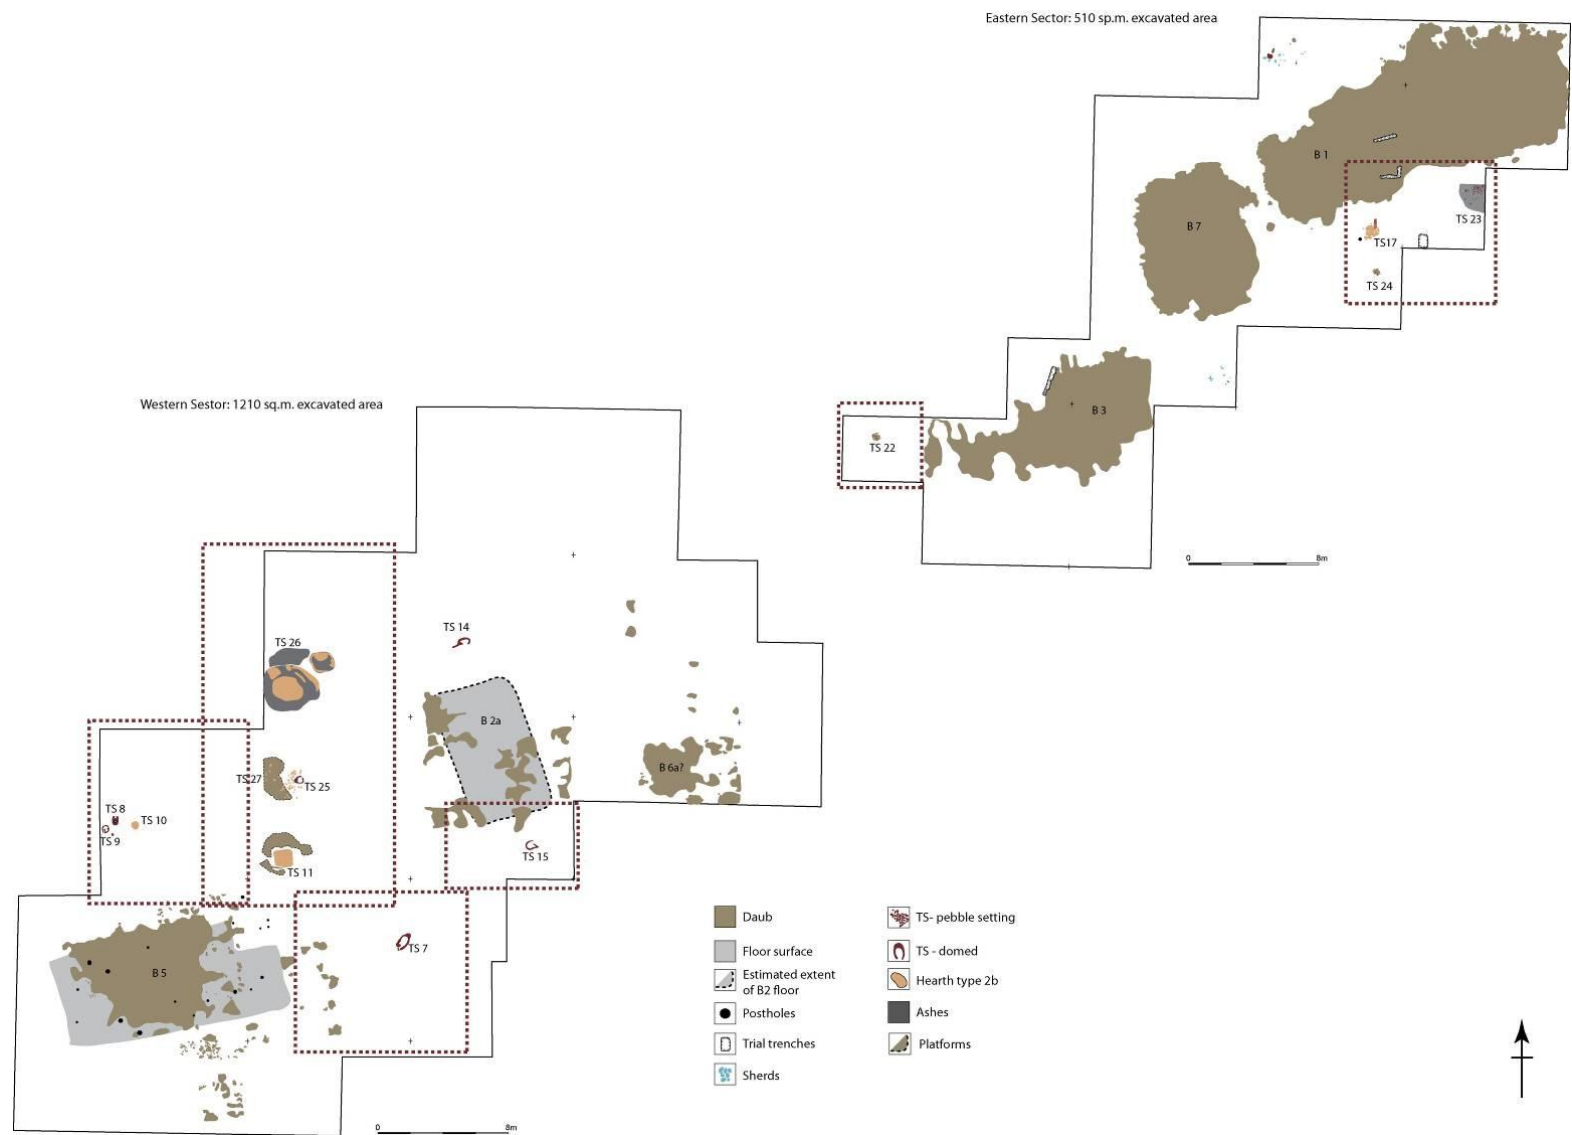 Eastern Sector: 510 sp.m. excavated area
B 1
B 7
TS 23
TS17
TS 24
B 3
TS 22
0 8m
Western Sestor: 1210 sq.m. excavated area
TS 14
TS 26
B 2a
B 6a?
TS 27
TS 25
TS 8
TS 10
TS 9
TS 11
TS 15
TS 7
B 5
0 8m
Daub
Floor surface
Estimated extent
of B2 floor
Postholes
Trial trenches
Sherds
TS- pebble setting
TS - domed
Hearth type 2b
Ashes
Platforms